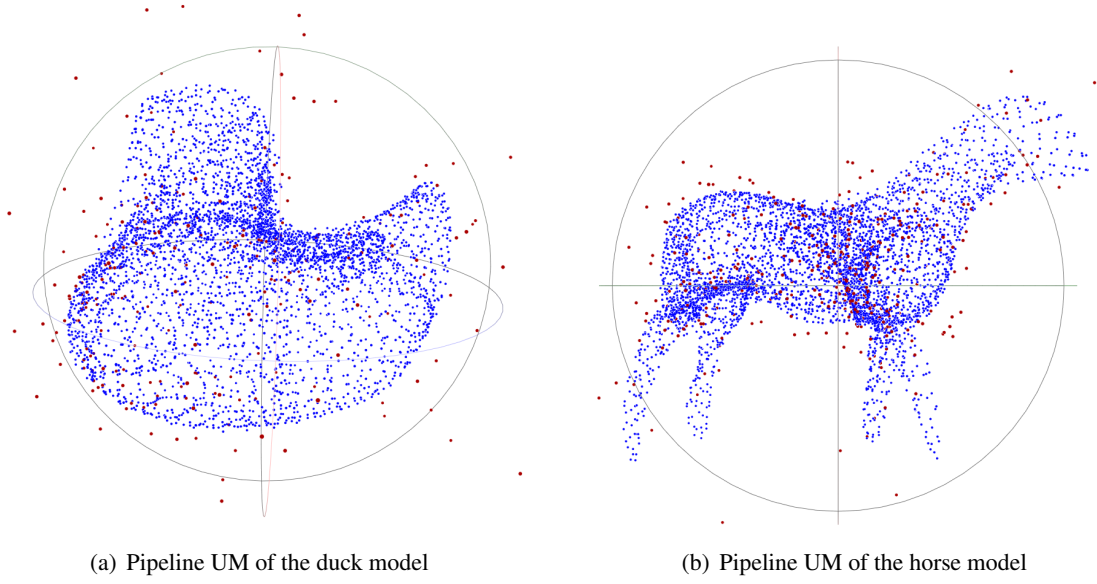 (a) Pipeline UM of the duck model
(b) Pipeline UM of the horse model